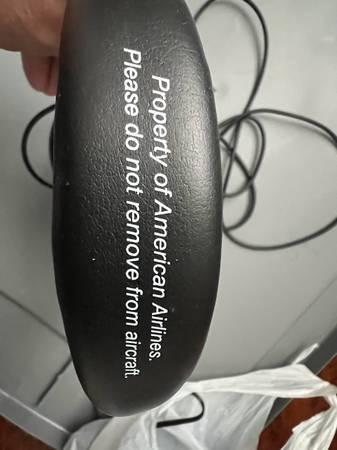 Property of American Airlines.
Please do not remove from aircraft.